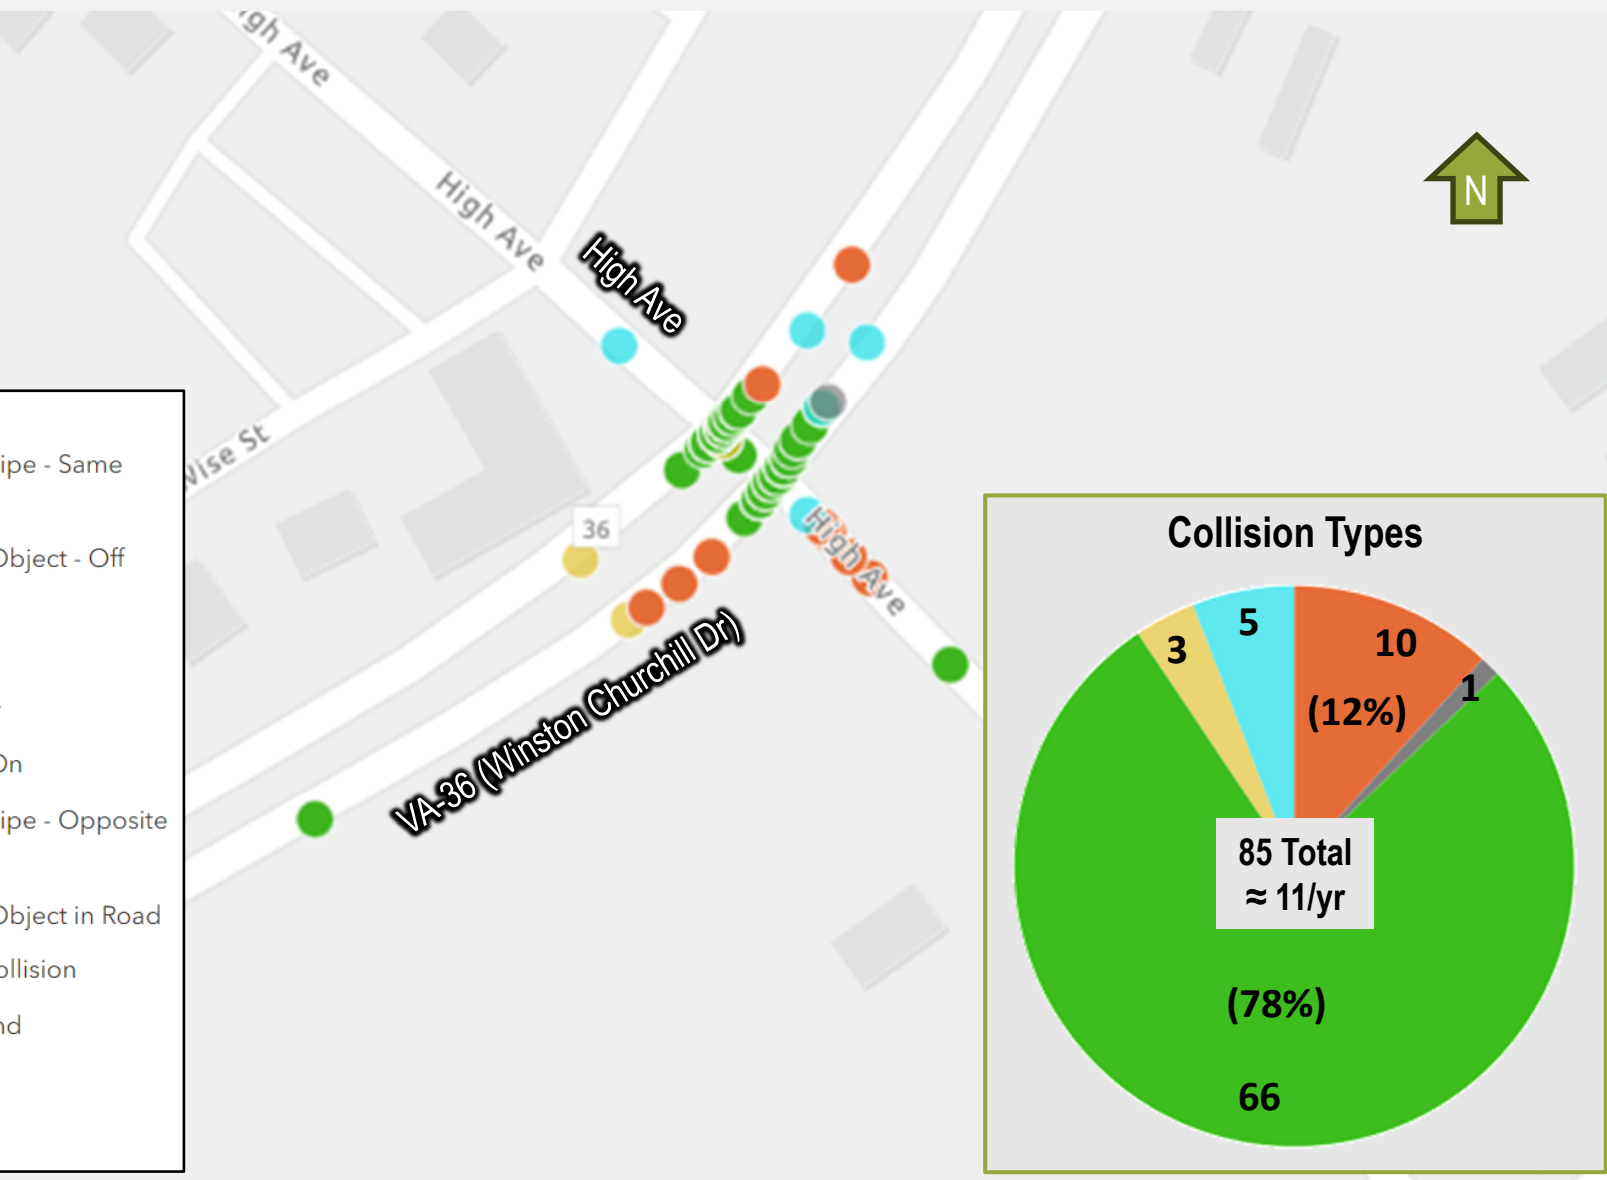 High Ave
High Ave
High Ave
N
Wise St
36
High Ave
VA-36 (Winston Churchill Dr)
ipe - Same
Object - Off
On
ipe - Opposite
Object in Road
ollision
nd
Collision Types
5
3
10
(12%)
1
85 Total
≈ 11/yr
(78%)
66